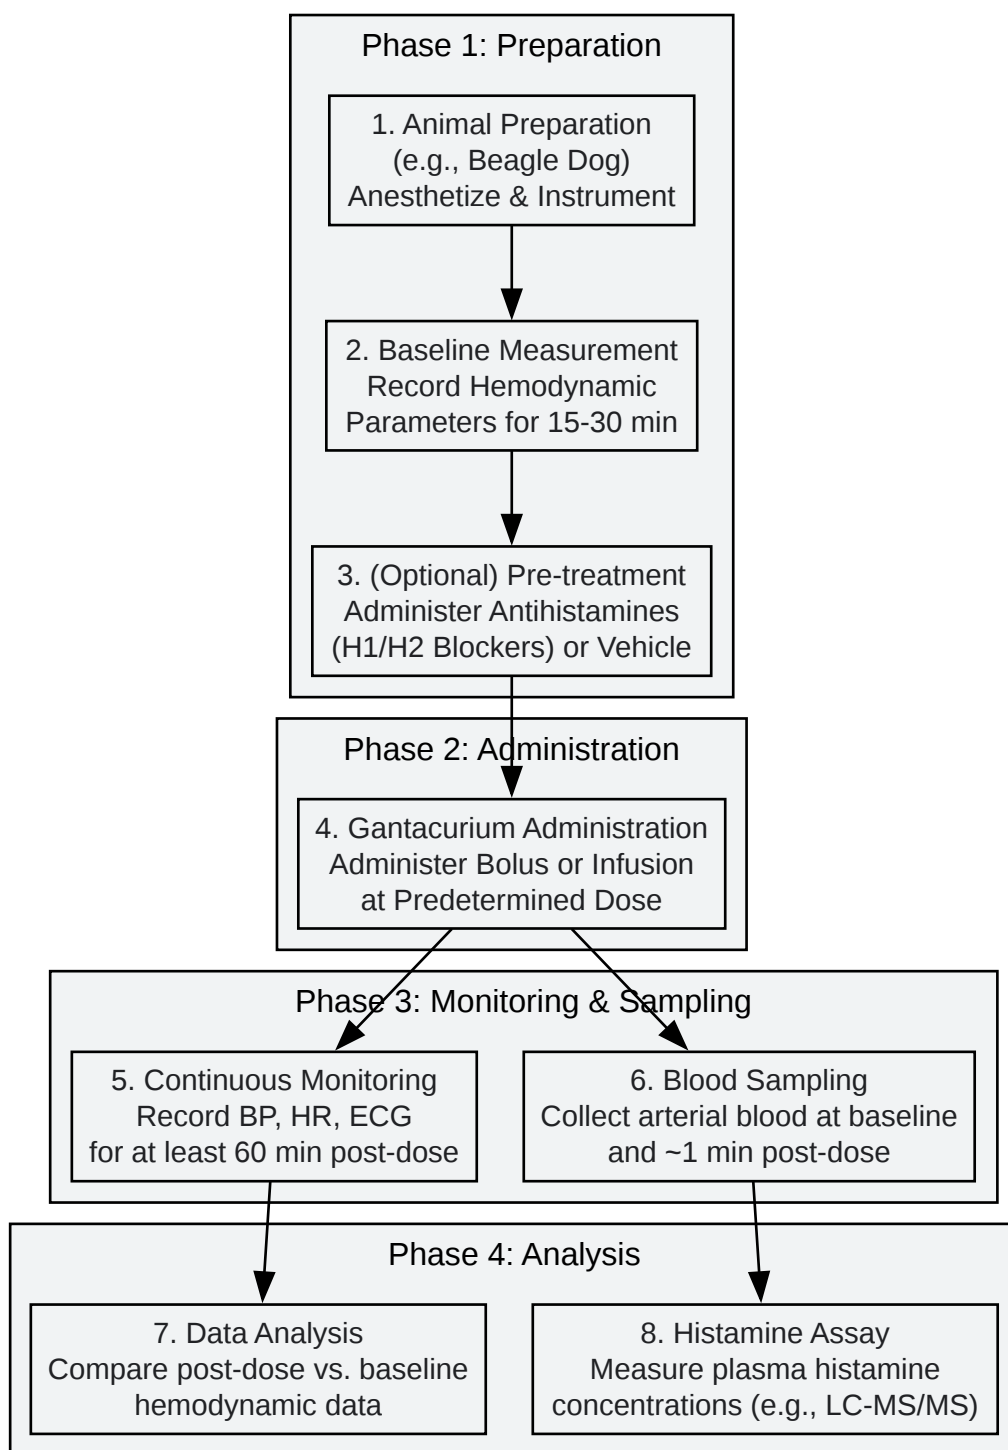 Phase 1: Preparation
1. Animal Preparation
(e.g., Beagle Dog)
Anesthetize & Instrument
2. Baseline Measurement
Record Hemodynamic
Parameters for 15-30 min
3. (Optional) Pre-treatment
Administer Antihistamines
(H1/H2 Blockers) or Vehicle
Phase 2: Administration
4. Gantacurium Administration
Administer Bolus or Infusion
at Predetermined Dose
Phase 3: Monitoring & Sampling
5. Continuous Monitoring
Record BP, HR, ECG
for at least 60 min post-dose
6. Blood Sampling
Collect arterial blood at baseline
and ~1 min post-dose
Phase 4: Analysis
7. Data Analysis
Compare post-dose vs. baseline
hemodynamic data
8. Histamine Assay
Measure plasma histamine
concentrations (e.g., LC-MS/MS)